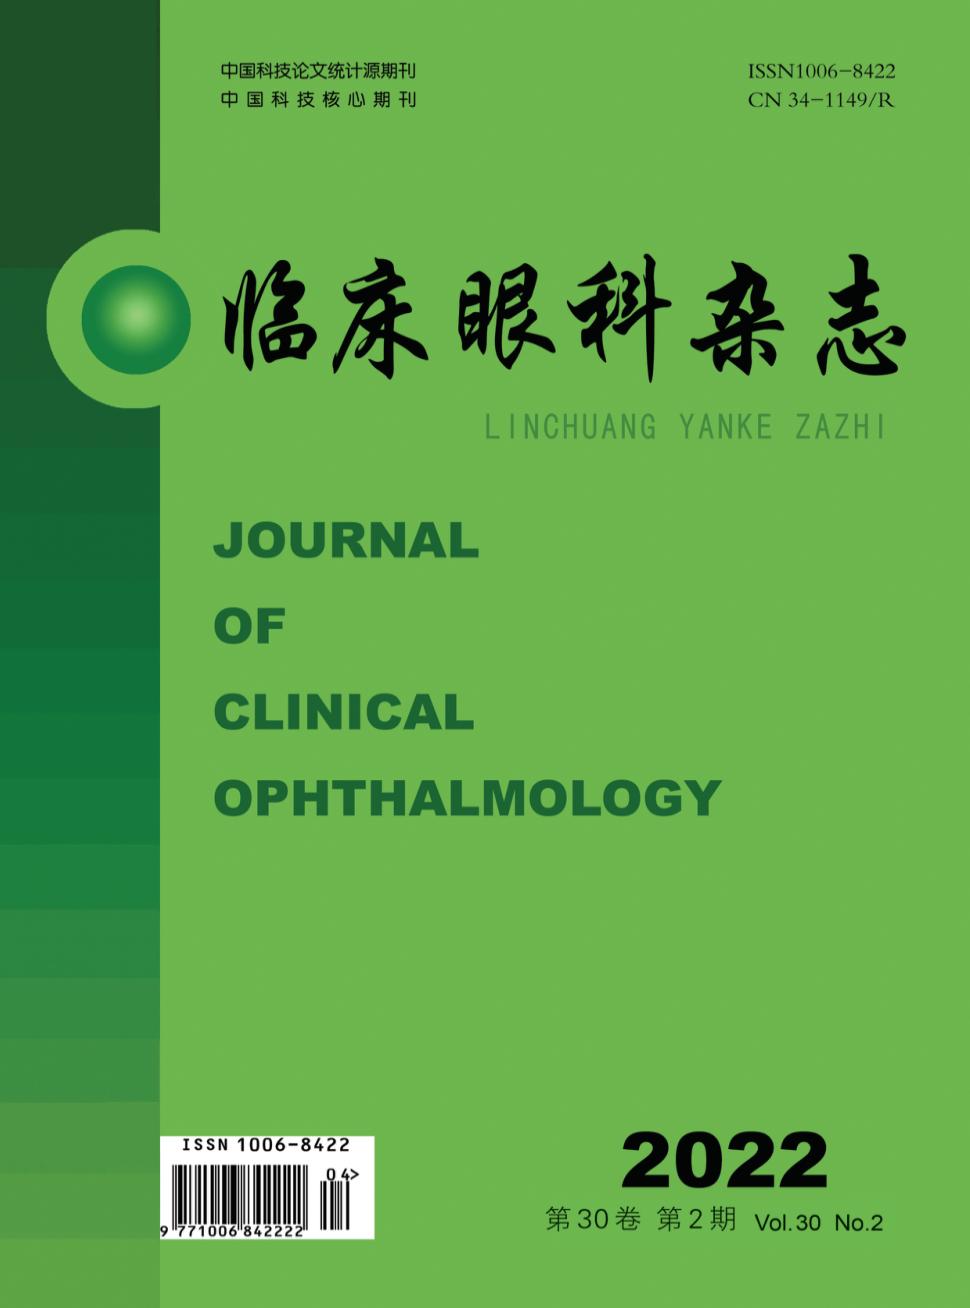 中国科技论文统计源期刊
中国科技核心期刊
ISSN1006-8422
CN 34-1149/R
临床眼科杂志
LINCHUANG YANKE ZAZHI
JOURNAL
OF
CLINICAL
OPHTHALMOLOGY
ISSN 1006-8422
04>
9 771006 842222
2022
第30卷 第2期 Vol.30 No.2